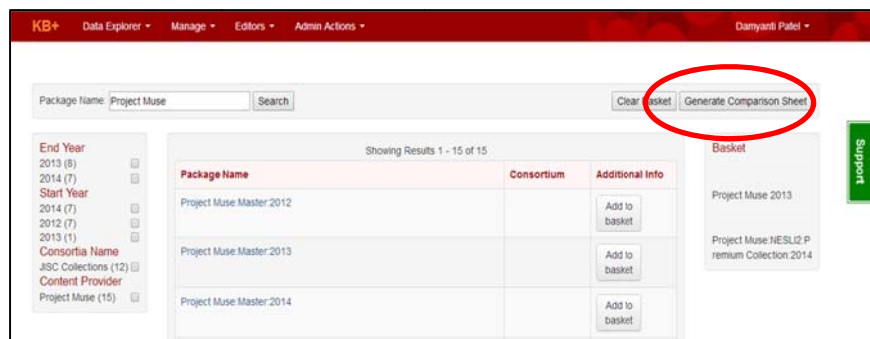 KB+ Data Explorer Manage Editors Admin Actions Damyanti Patel
Package Name: Project Muse Search Clear Basket Generate Comparison Sheet
Support
End Year
2013 (8)
2014 (7)
Start Year
2014 (7)
2012 (7)
2013 (1)
Consortia Name
JISC Collections (12)
Content Provider
Project Muse (15)
Showing Results 1 - 15 of 15
Package Name Consortium Additional Info
Project Muse:Master:2012 Add to
basket
Project Muse:Master:2013 Add to
basket
Project Muse:Master:2014 Add to
basket
Basket
Project Muse 2013
Project Muse:NESLI2:P
remium Collection:2014